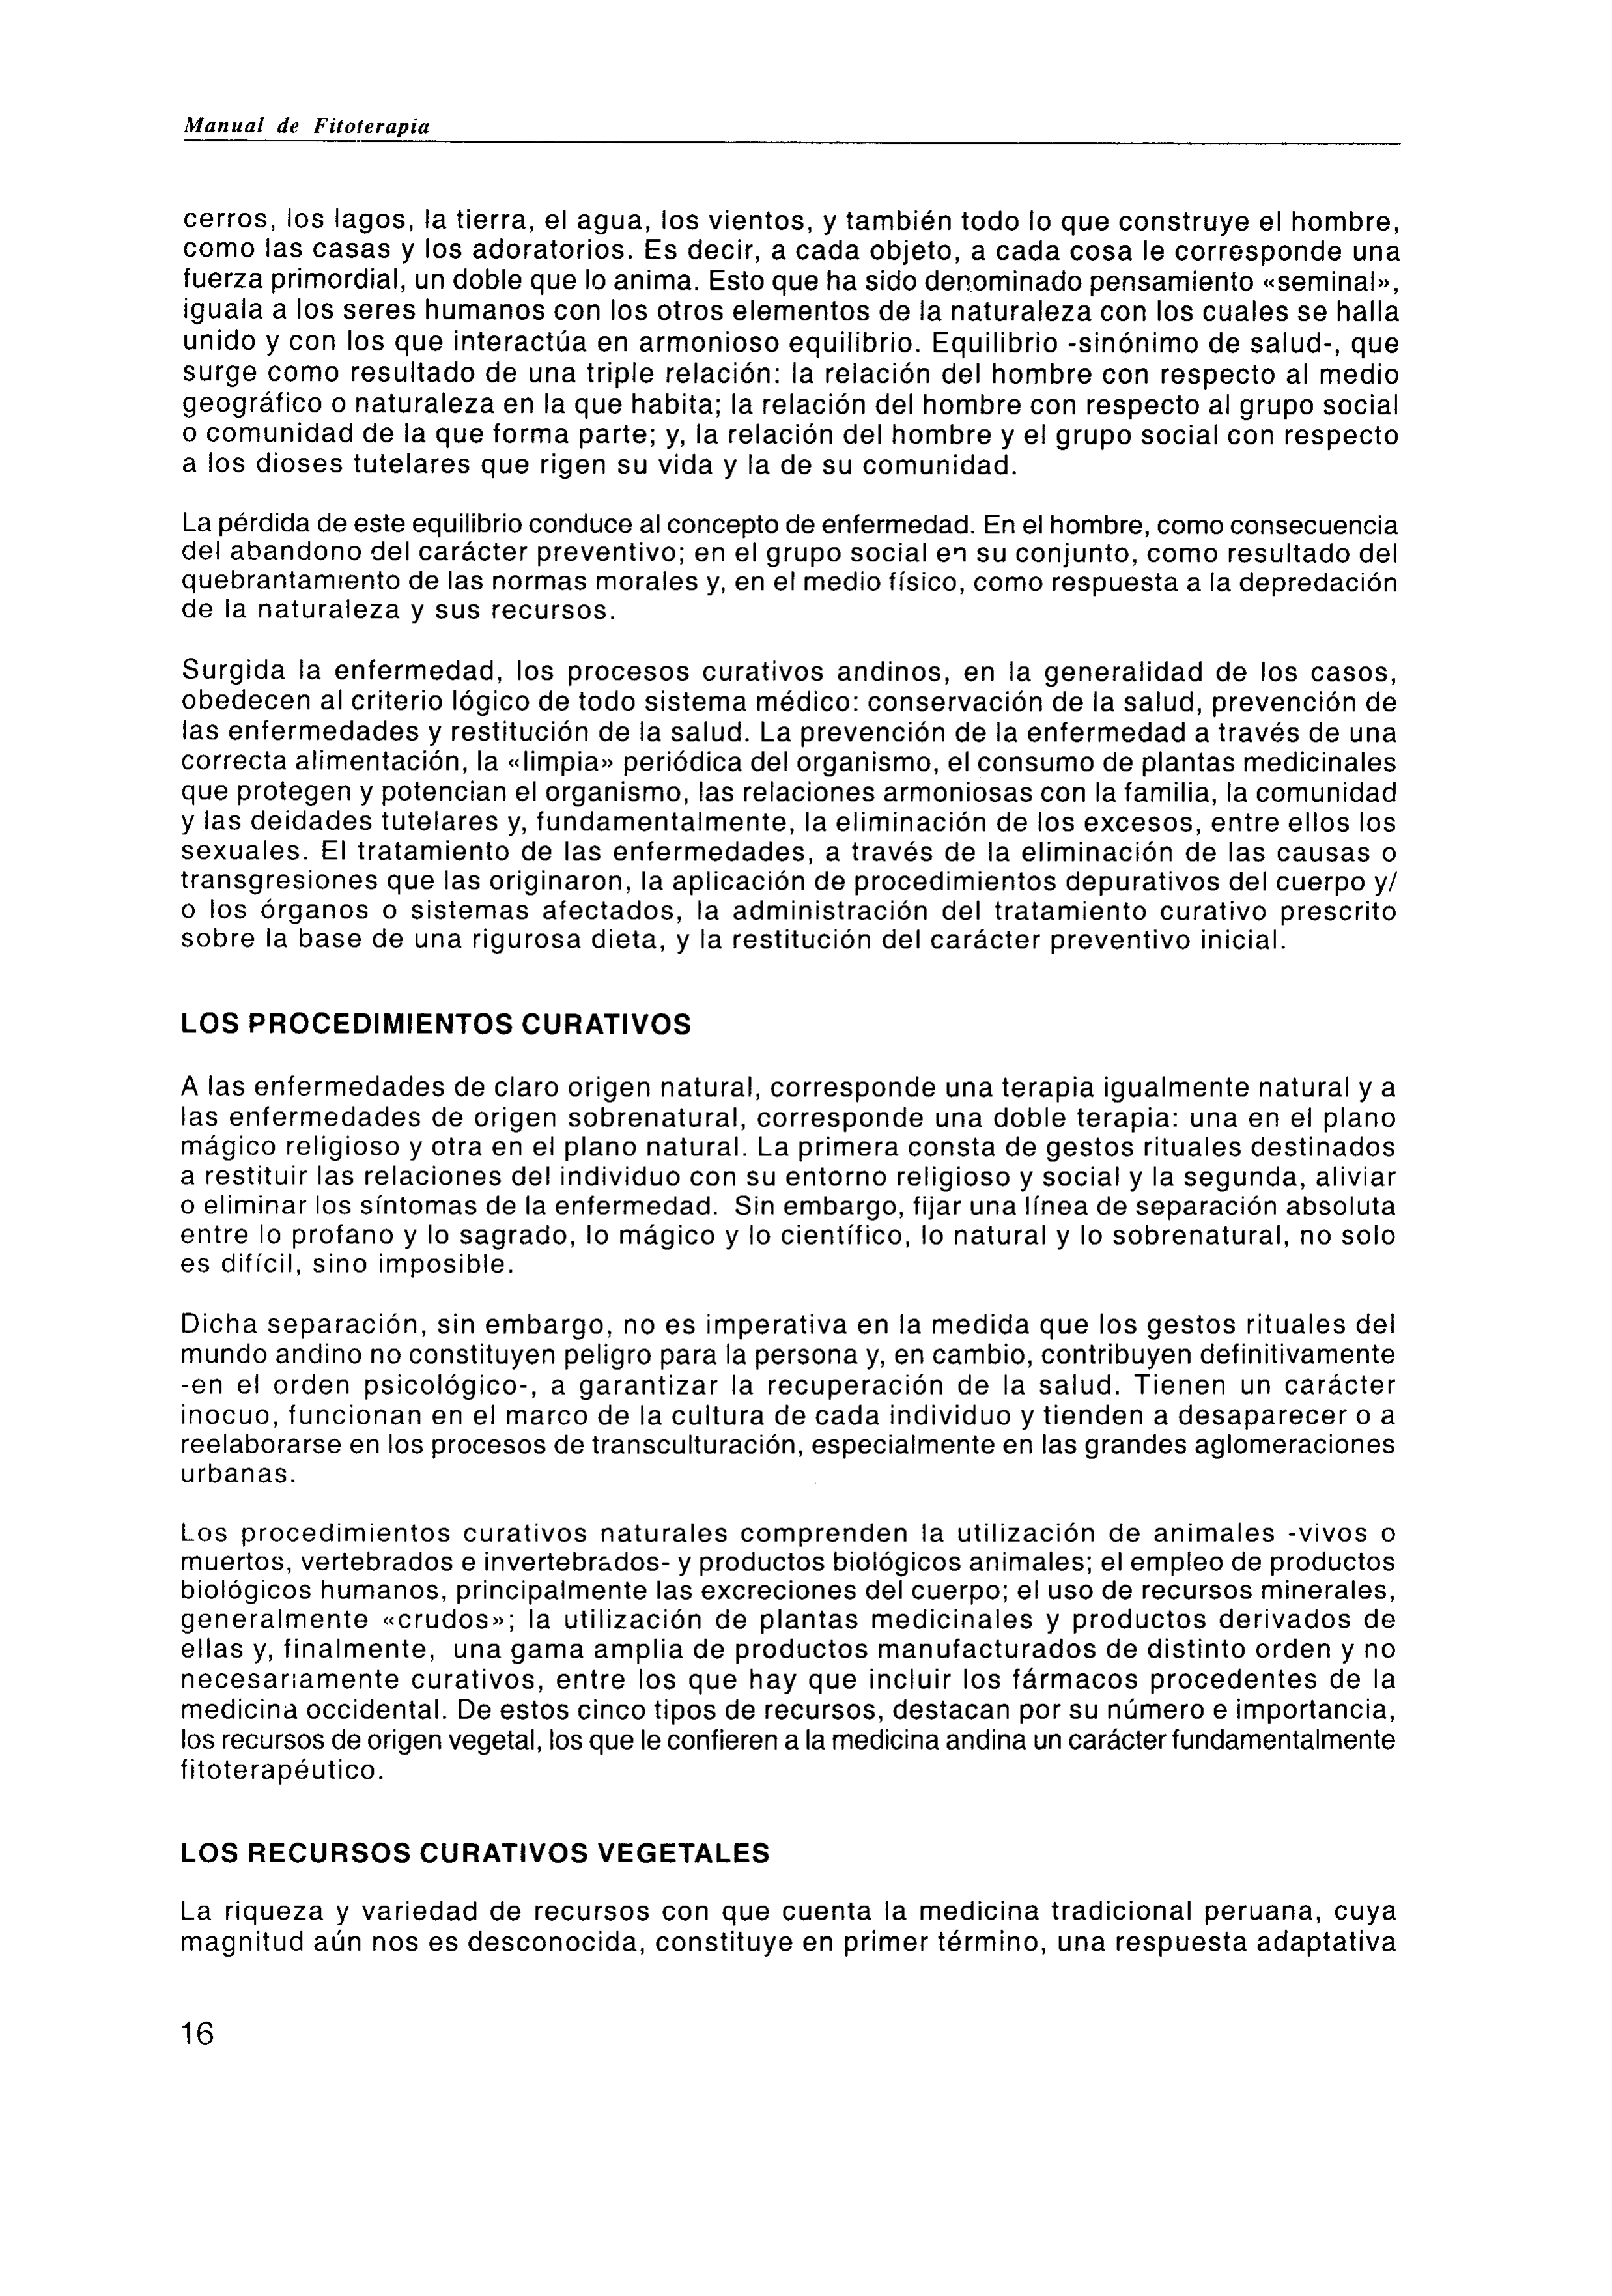 Manual de Fitoterapia
cerros, los lagos, la tierra, el agua, los vientos, y también todo lo que construye el hombre,
como las casas y los adoratorios. Es decir, a cada objeto, a cada cosa le corresponde una
fuerza primordial, un doble que lo anima. Esto que ha sido denominado pensamiento «seminal»,
iguala a los seres humanos con los otros elementos de la naturaleza con los cuales se halla
unido y con los que interactúa en armonioso equilibrio. Equilibrio -sinónimo de salud-, que
surge como resultado de una triple relación: la relación del hombre con respecto al medio
geográfico o naturaleza en la que habita; la relación del hombre con respecto al grupo social
o comunidad de la que forma parte; y, la relación del hombre y el grupo social con respecto
a los dioses tutelares que rigen su vida y la de su comunidad.
La pérdida de este equilibrio conduce al concepto de enfermedad. En el hombre, como consecuencia
del abandono del carácter preventivo; en el grupo social en su conjunto, como resultado del
quebrantamiento de las normas morales y, en el medio físico, como respuesta a la depredación
de la naturaleza y sus recursos.
Surgida la enfermedad, los procesos curativos andinos, en la generalidad de los casos,
obedecen al criterio lógico de todo sistema médico: conservación de la salud, prevención de
las enfermedades y restitución de la salud. La prevención de la enfermedad a través de una
correcta alimentación, la «limpia» periódica del organismo, el consumo de plantas medicinales
que protegen y potencian el organismo, las relaciones armoniosas con la familia, la comunidad
y las deidades tutelares y, fundamentalmente, la eliminación de los excesos, entre ellos los
sexuales. El tratamiento de las enfermedades, a través de la eliminación de las causas o
transgresiones que las originaron, la aplicación de procedimientos depurativos del cuerpo y/
o los órganos o sistemas afectados, la administración del tratamiento curativo prescrito
sobre la base de una rigurosa dieta, y la restitución del carácter preventivo inicial.
LOS PROCEDIMIENTOS CURATIVOS
A las enfermedades de claro origen natural, corresponde una terapia igualmente natural y a
las enfermedades de origen sobrenatural, corresponde una doble terapia: una en el plano
mágico religioso y otra en el plano natural. La primera consta de gestos rituales destinados
a restituir las relaciones del individuo con su entorno religioso y social y la segunda, aliviar
o eliminar los síntomas de la enfermedad. Sin embargo, fijar una línea de separación absoluta
entre lo profano y lo sagrado, lo mágico y lo científico, lo natural y lo sobrenatural, no solo
es difícil, sino imposible.
Dicha separación, sin embargo, no es imperativa en la medida que los gestos rituales del
mundo andino no constituyen peligro para la persona y, en cambio, contribuyen definitivamente
-en el orden psicológico-, a garantizar la recuperación de la salud. Tienen un carácter
inocuo, funcionan en el marco de la cultura de cada individuo y tienden a desaparecer o a
reelaborarse en los procesos de transculturación, especialmente en las grandes aglomeraciones
urbanas.
Los procedimientos curativos naturales comprenden la utilización de animales -vivos o
muertos, vertebrados e invertebrados- y productos biológicos animales; el empleo de productos
biológicos humanos, principalmente las excreciones del cuerpo; el uso de recursos minerales,
generalmente «crudos»; la utilización de plantas medicinales y productos derivados de
ellas y, finalmente, una gama amplia de productos manufacturados de distinto orden y no
necesariamente curativos, entre los que hay que incluir los fármacos procedentes de la
medicina occidental. De estos cinco tipos de recursos, destacan por su número e importancia,
los recursos de origen vegetal, los que le confieren a la medicina andina un carácter fundamentalmente
fitoterapéutico.
LOS RECURSOS CURATIVOS VEGETALES
La riqueza y variedad de recursos con que cuenta la medicina tradicional peruana, cuya
magnitud aún nos es desconocida, constituye en primer término, una respuesta adaptativa
16